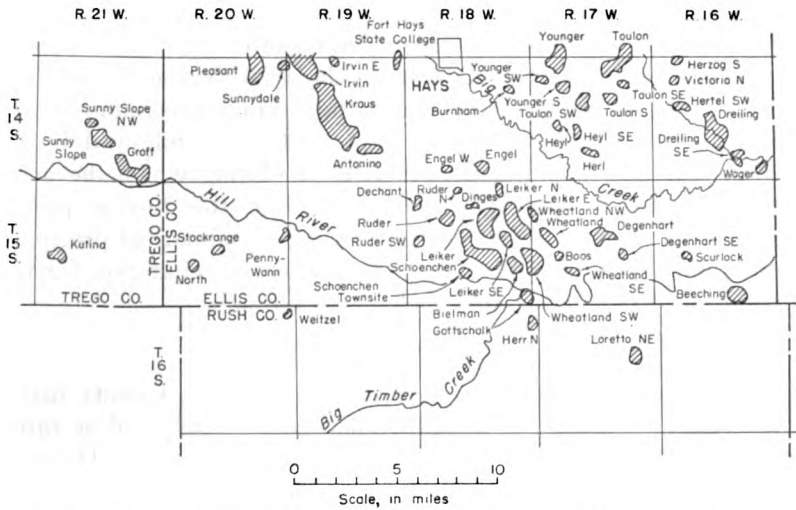 R. 21 W. R. 20 W. R. 19 W. R. 18 W. R. 17 W. R. 16 W.
Fort Hays
State College
Pleasant
Sunnydale
Irvin E
Irvin
Kraus
Antonino
HAYS
Big
Creek
Younger
SW
Burnham
Younger
Toulon
Younger S
Toulon SW
Toulon S
Toulon SE
Heyl
Heyl SE
Herl
Herzog S
Victoria N
Hertel SW
Dreiling
Dreiling
SE
Wager
T.
14
S.
Sunny Slope
NW
Sunny
Slope
Groff
Engel W
Engel
Hill
River
T.
15
S.
Kutina
TREGO CO.
ELLIS CO.
Stockrange
North
Penny-
Wann
Dechant
Ruder
N
Dinges
Leiker N
Leiker E
Wheatland NW
Wheatland
Ruder
Ruder SW
Leiker
Schoenchen
Schoenchen
Townsite
Leiker SE
Boos
Degenhart
Degenhart SE
Scurlock
Wheatland
SE
Beeching
TREGO CO.
ELLIS CO.
RUSH CO.
Weitzel
Bielman
Gottschalk
Wheatland SW
Herr N
Loretto NE
T.
16
S.
Big Timber Creek
0 5 10
Scale, in miles